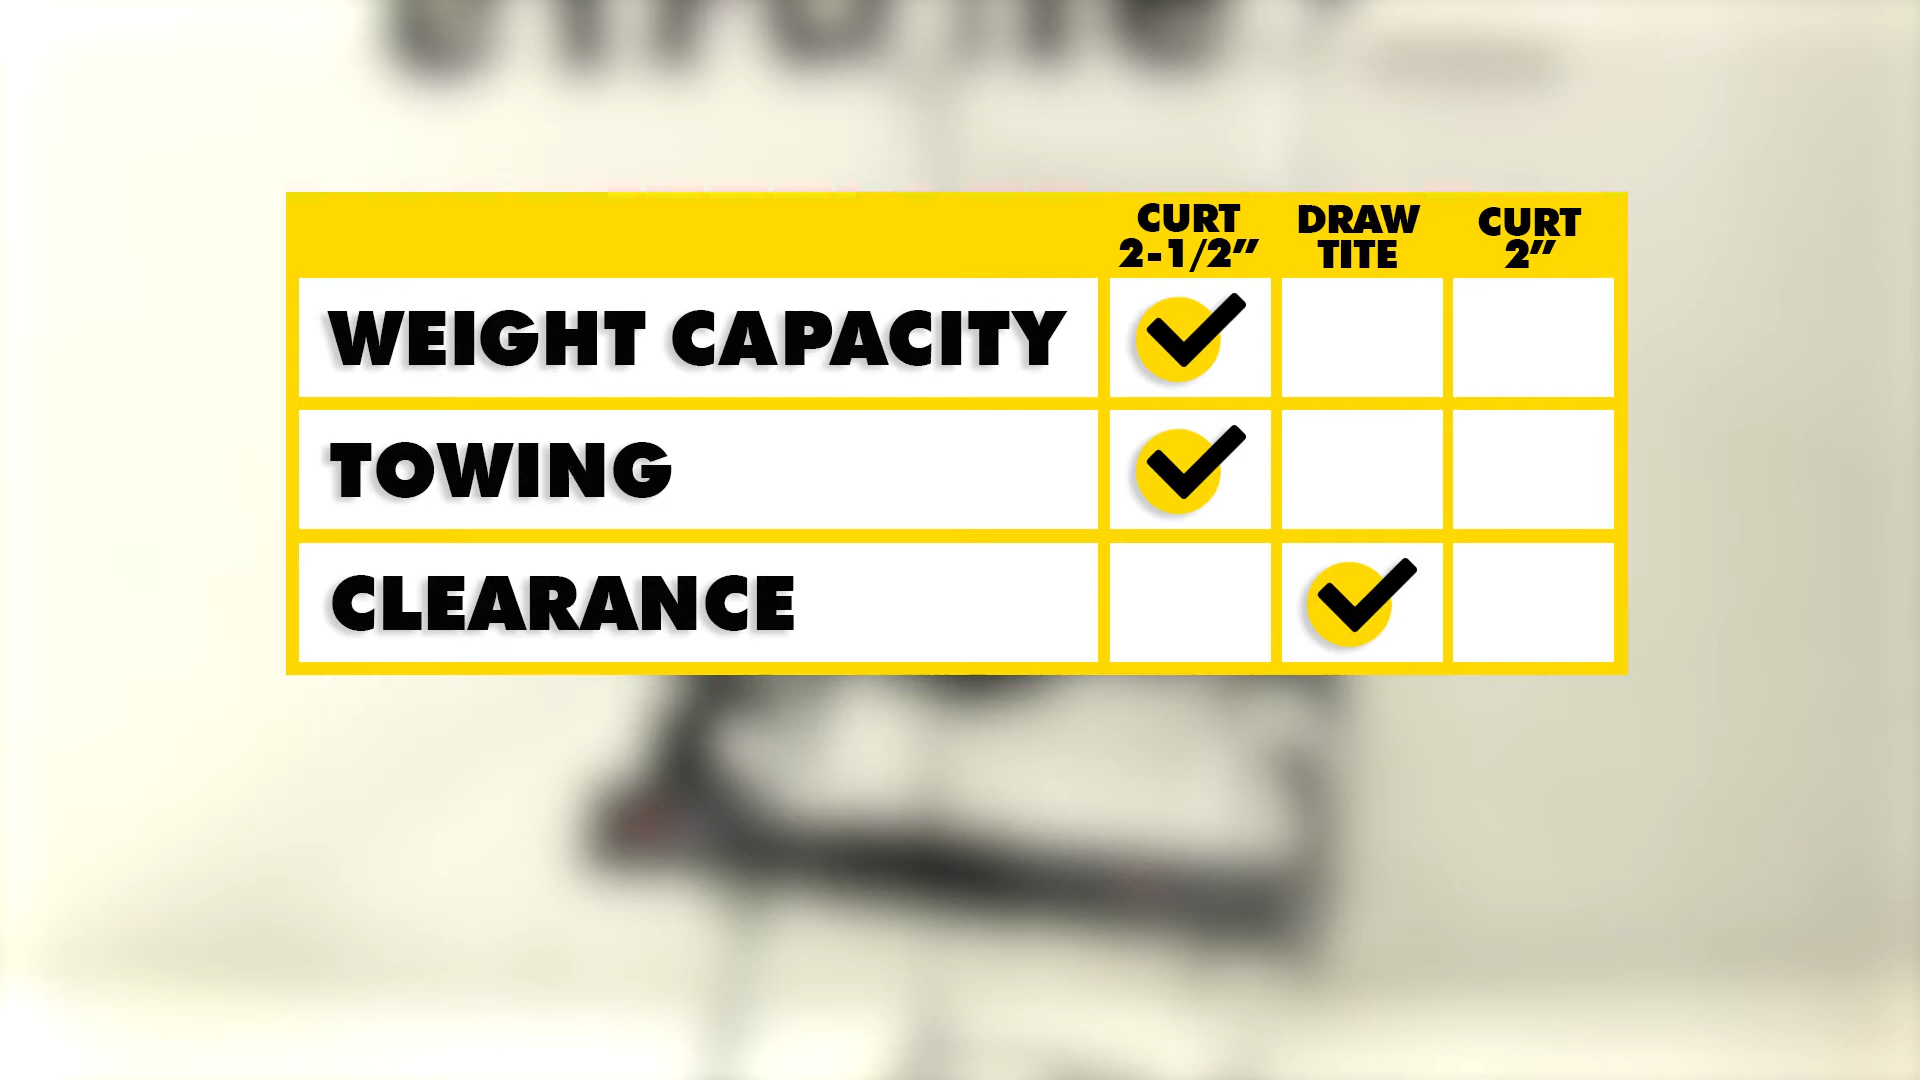 CURT
2-1/2”
DRAW
TITE
CURT
2”
WEIGHT CAPACITY
TOWING
CLEARANCE